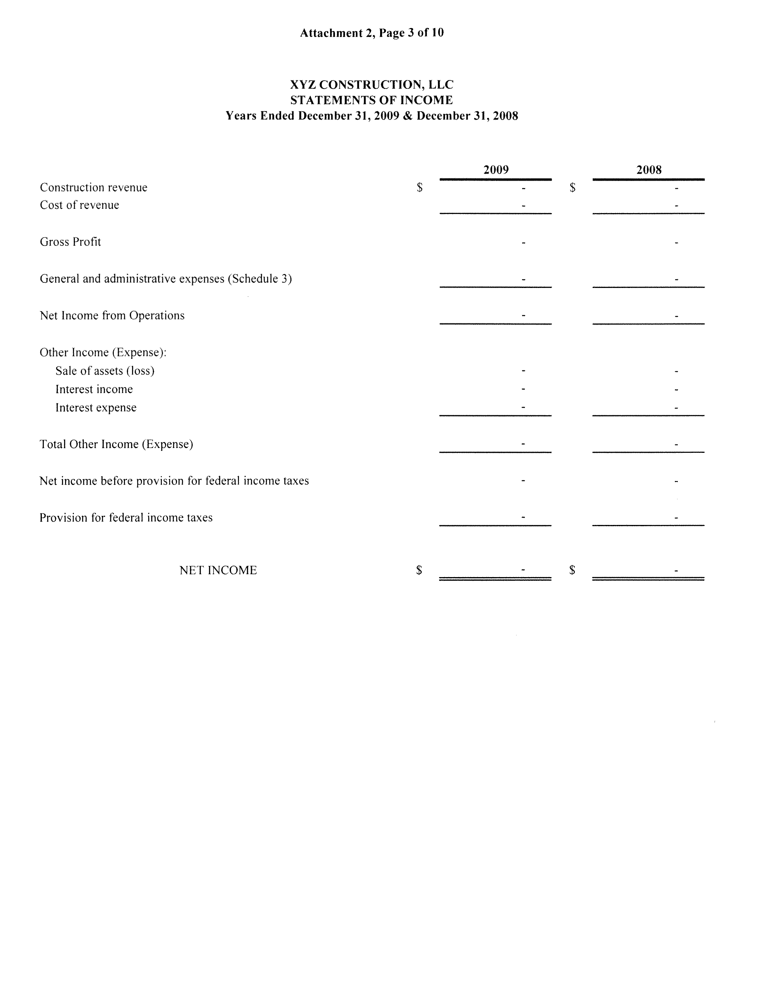 Attachment 2, Page 3 of 10
XYZ CONSTRUCTION, LLC
STATEMENTS OF INCOME
Years Ended December 31, 2009 & December 31, 2008
2009 2008
Construction revenue $ - $ -
Cost of revenue - -
Gross Profit - -
General and administrative expenses (Schedule 3) - -
Net Income from Operations - -
Other Income (Expense):
Sale of assets (loss) - -
Interest income - -
Interest expense - -
Total Other Income (Expense) - -
Net income before provision for federal income taxes - -
Provision for federal income taxes - -
NET INCOME $ - $ -